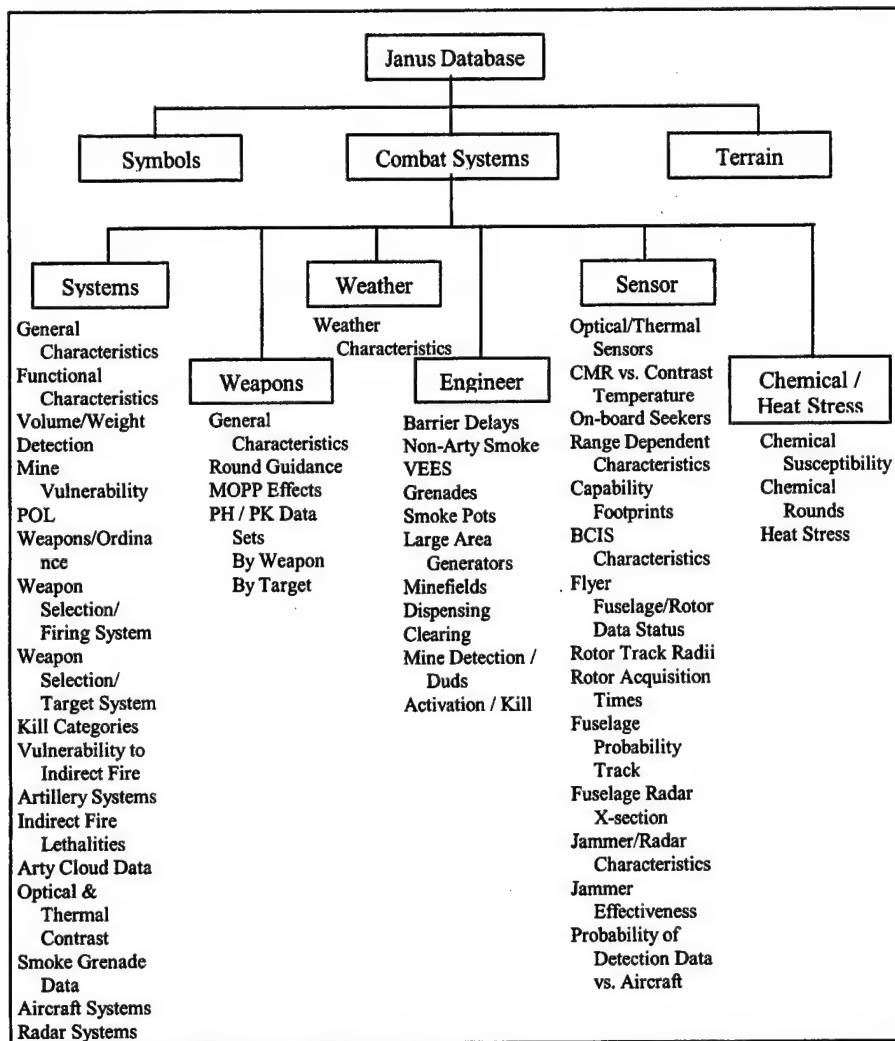 Janus Database
Symbols
Combat Systems
Terrain
Systems
General
Characteristics
Functional
Characteristics
Volume/Weight
Detection
Mine
Vulnerability
POL
Weapons/Ordina
nce
Weapon
Selection/
Firing System
Weapon
Selection/
Target System
Kill Categories
Vulnerability to
Indirect Fire
Artillery Systems
Indirect Fire
Lethalities
Arty Cloud Data
Optical &
Thermal
Contrast
Smoke Grenade
Data
Aircraft Systems
Radar Systems
Weapons
General
Characteristics
Round Guidance
MOPP Effects
PH / PK Data
Sets
By Weapon
By Target
Weather
Weather
Characteristics
Engineer
Barrier Delays
Non-Arty Smoke
VEES
Grenades
Smoke Pots
Large Area
Generators
Minefields
Dispensing
Clearing
Mine Detection /
Duds
Activation / Kill
Sensor
Optical/Thermal
Sensors
CMR vs. Contrast
Temperature
On-board Seekers
Range Dependent
Characteristics
Capability
Footprints
BCIS
Characteristics
Flyer
Fuselage/Rotor
Data Status
Rotor Track Radii
Rotor Acquisition
Times
Fuselage
Probability
Track
Fuselage Radar
X-section
Jammer/Radar
Characteristics
Jammer
Effectiveness
Probability of
Detection Data
vs. Aircraft
Chemical /
Heat Stress
Chemical
Susceptibility
Chemical
Rounds
Heat Stress